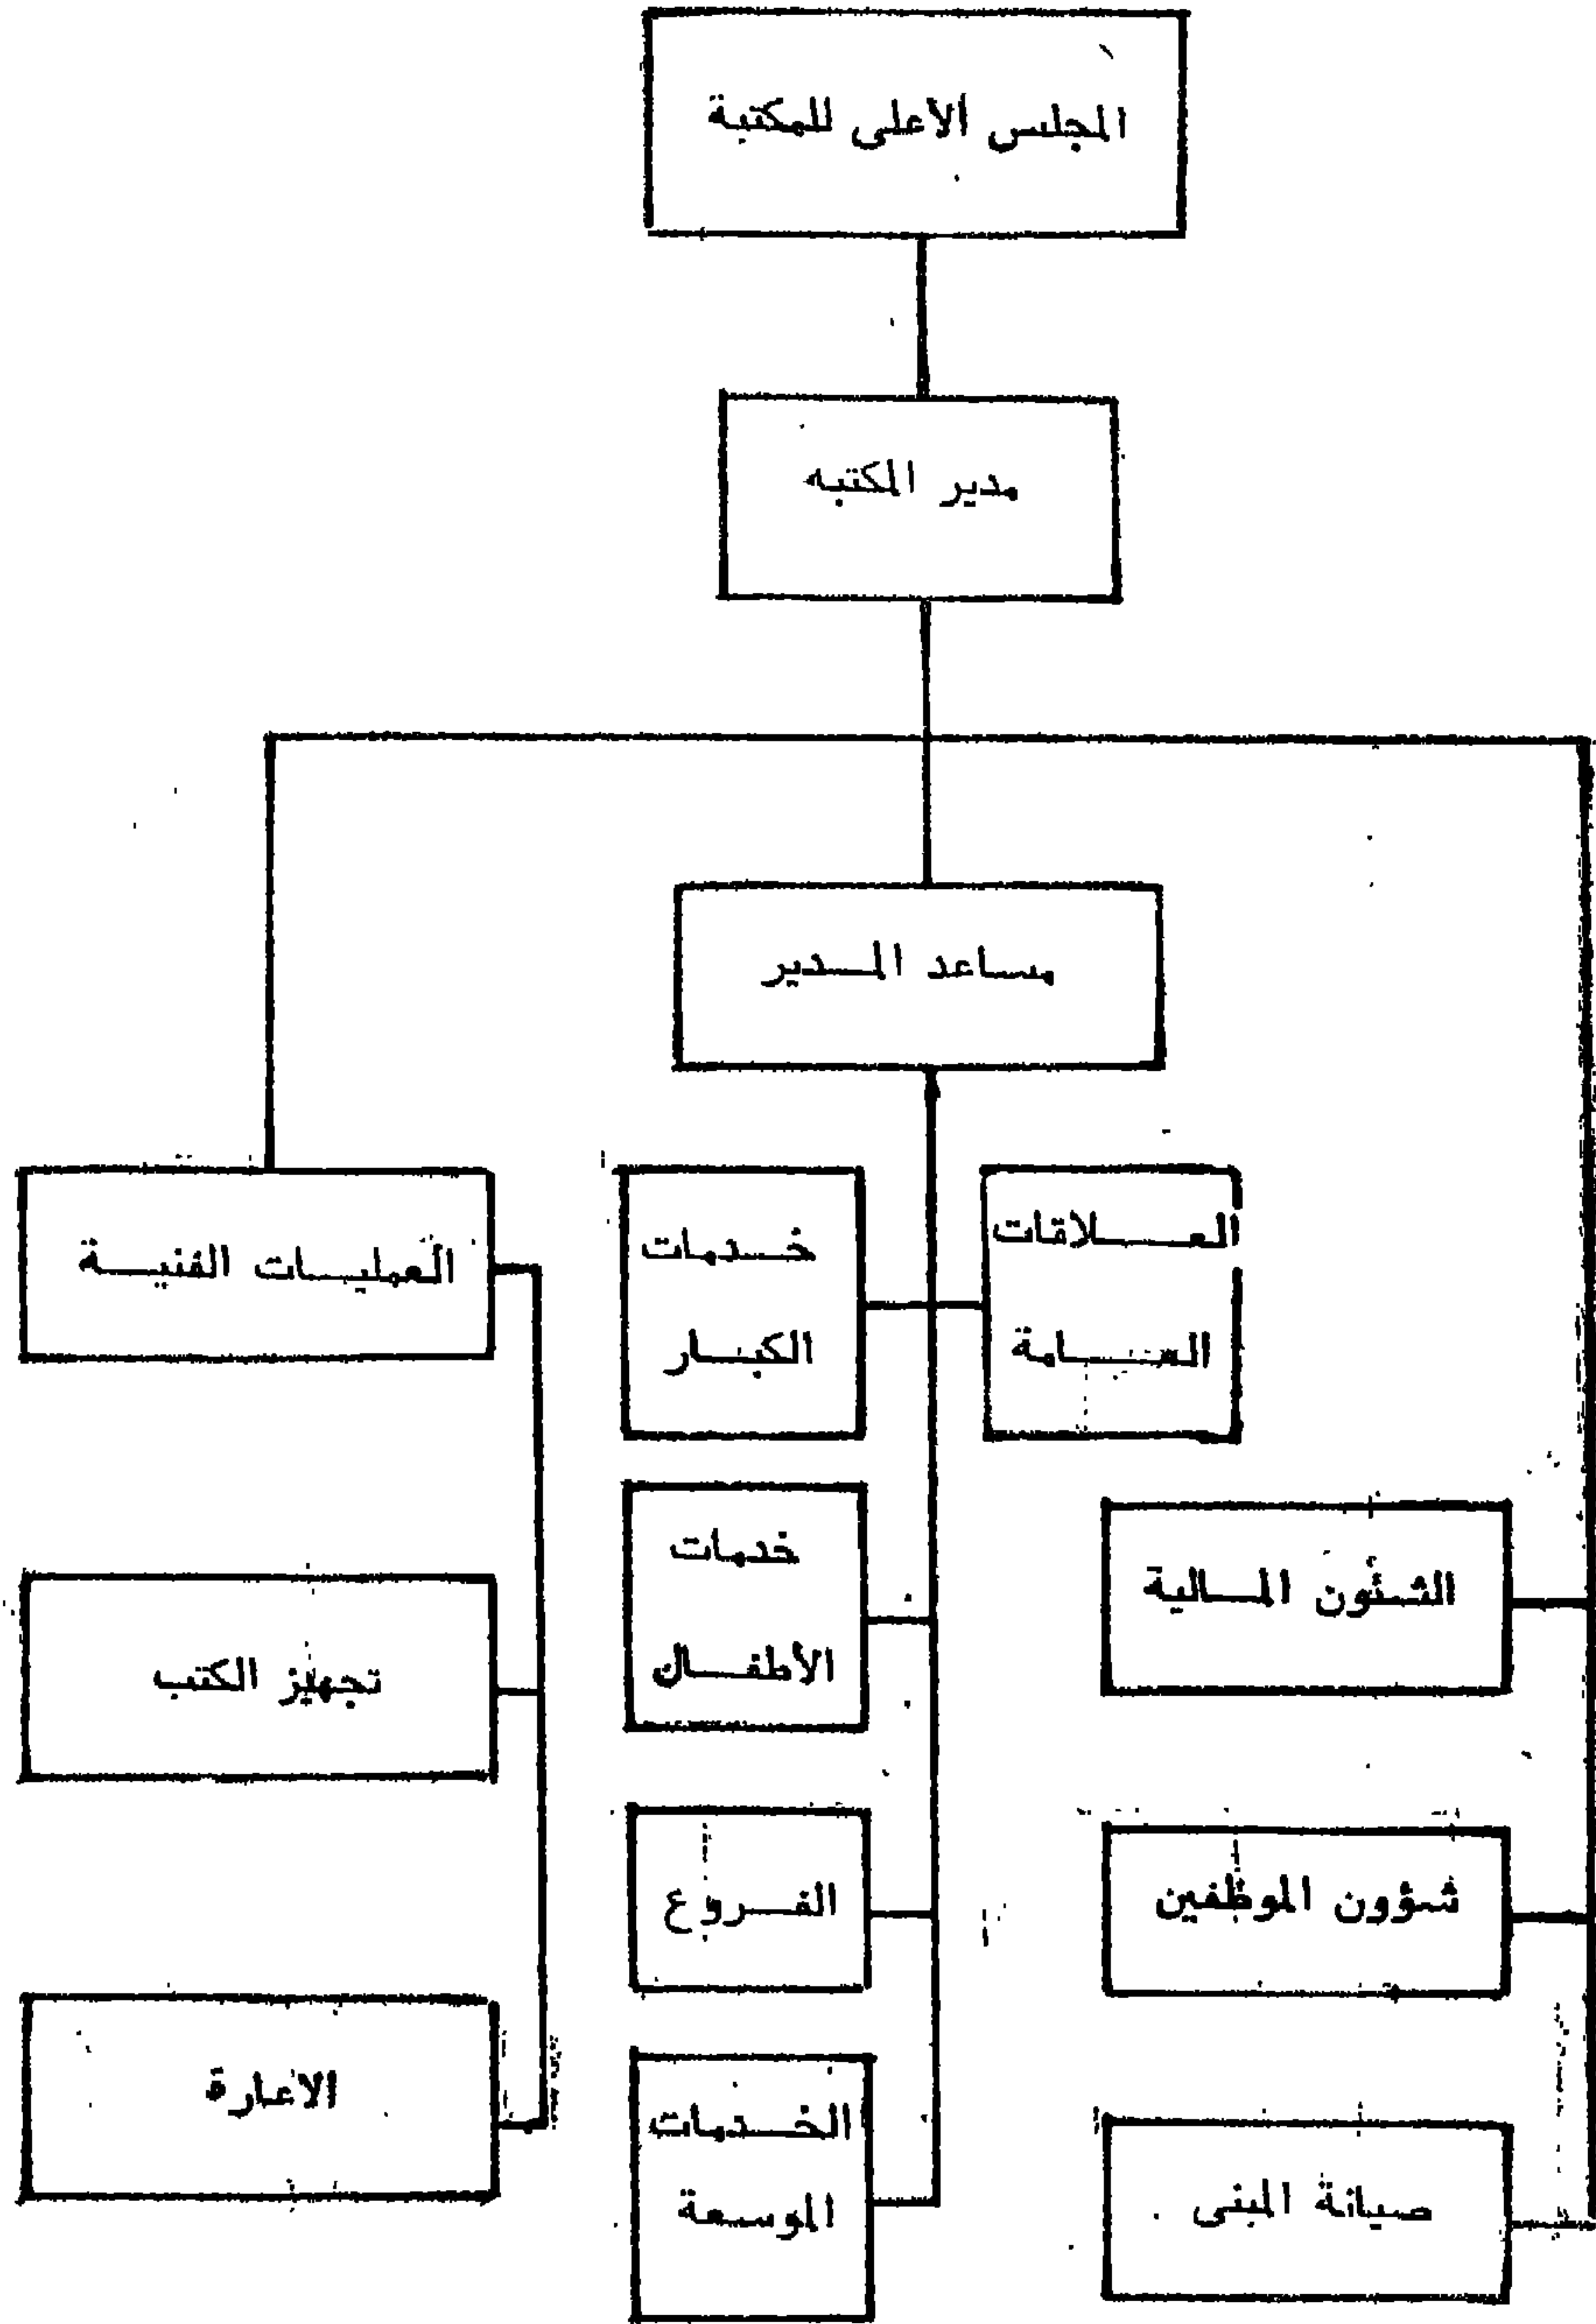 المجلس الأعلى للمكتبة
مدير المكتبه
مساعد المدير
العلاقات
العامة
خدمات
الكبار
العمليات الفنية
الشئون المالية
خدمات
الأطفال
تجهيز الكتب
شؤون الموظفين
الفروع
الاعارة
صيانة المبنى
الخدمات
الموسعة